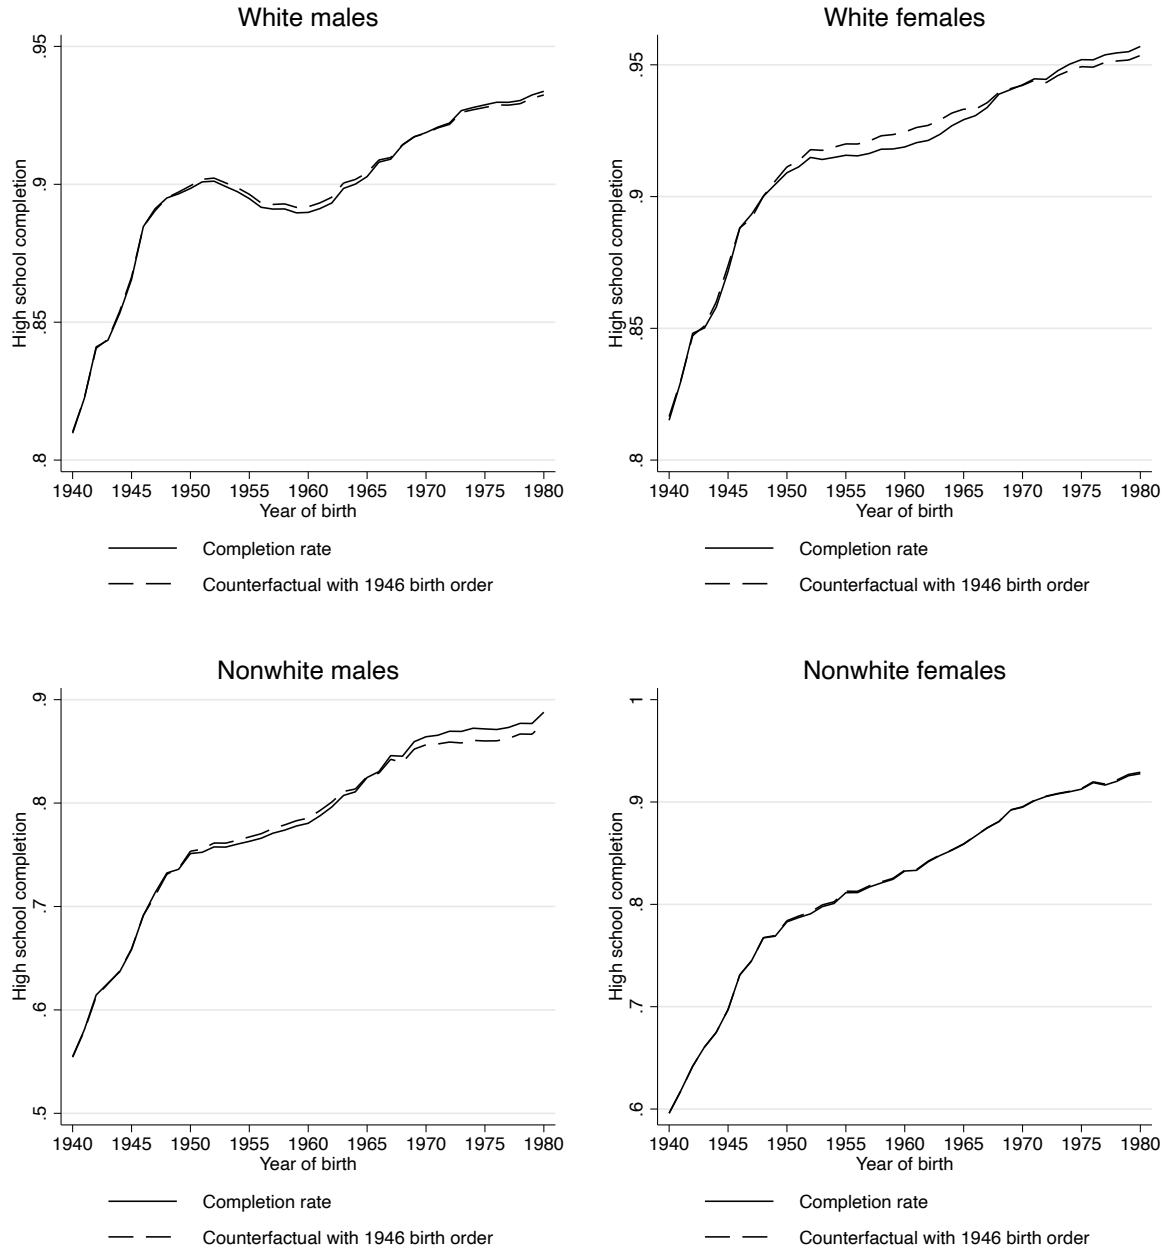 White males
High school completion
.95
.9
.85
.8
1940 1945 1950 1955 1960 1965 1970 1975 1980
Year of birth
Completion rate
Counterfactual with 1946 birth order
White females
High school completion
.95
.9
.85
.8
1940 1945 1950 1955 1960 1965 1970 1975 1980
Year of birth
Completion rate
Counterfactual with 1946 birth order
Nonwhite males
High school completion
.9
.8
.7
.6
.5
1940 1945 1950 1955 1960 1965 1970 1975 1980
Year of birth
Completion rate
Counterfactual with 1946 birth order
Nonwhite females
High school completion
1
.9
.8
.7
.6
1940 1945 1950 1955 1960 1965 1970 1975 1980
Year of birth
Completion rate
Counterfactual with 1946 birth order